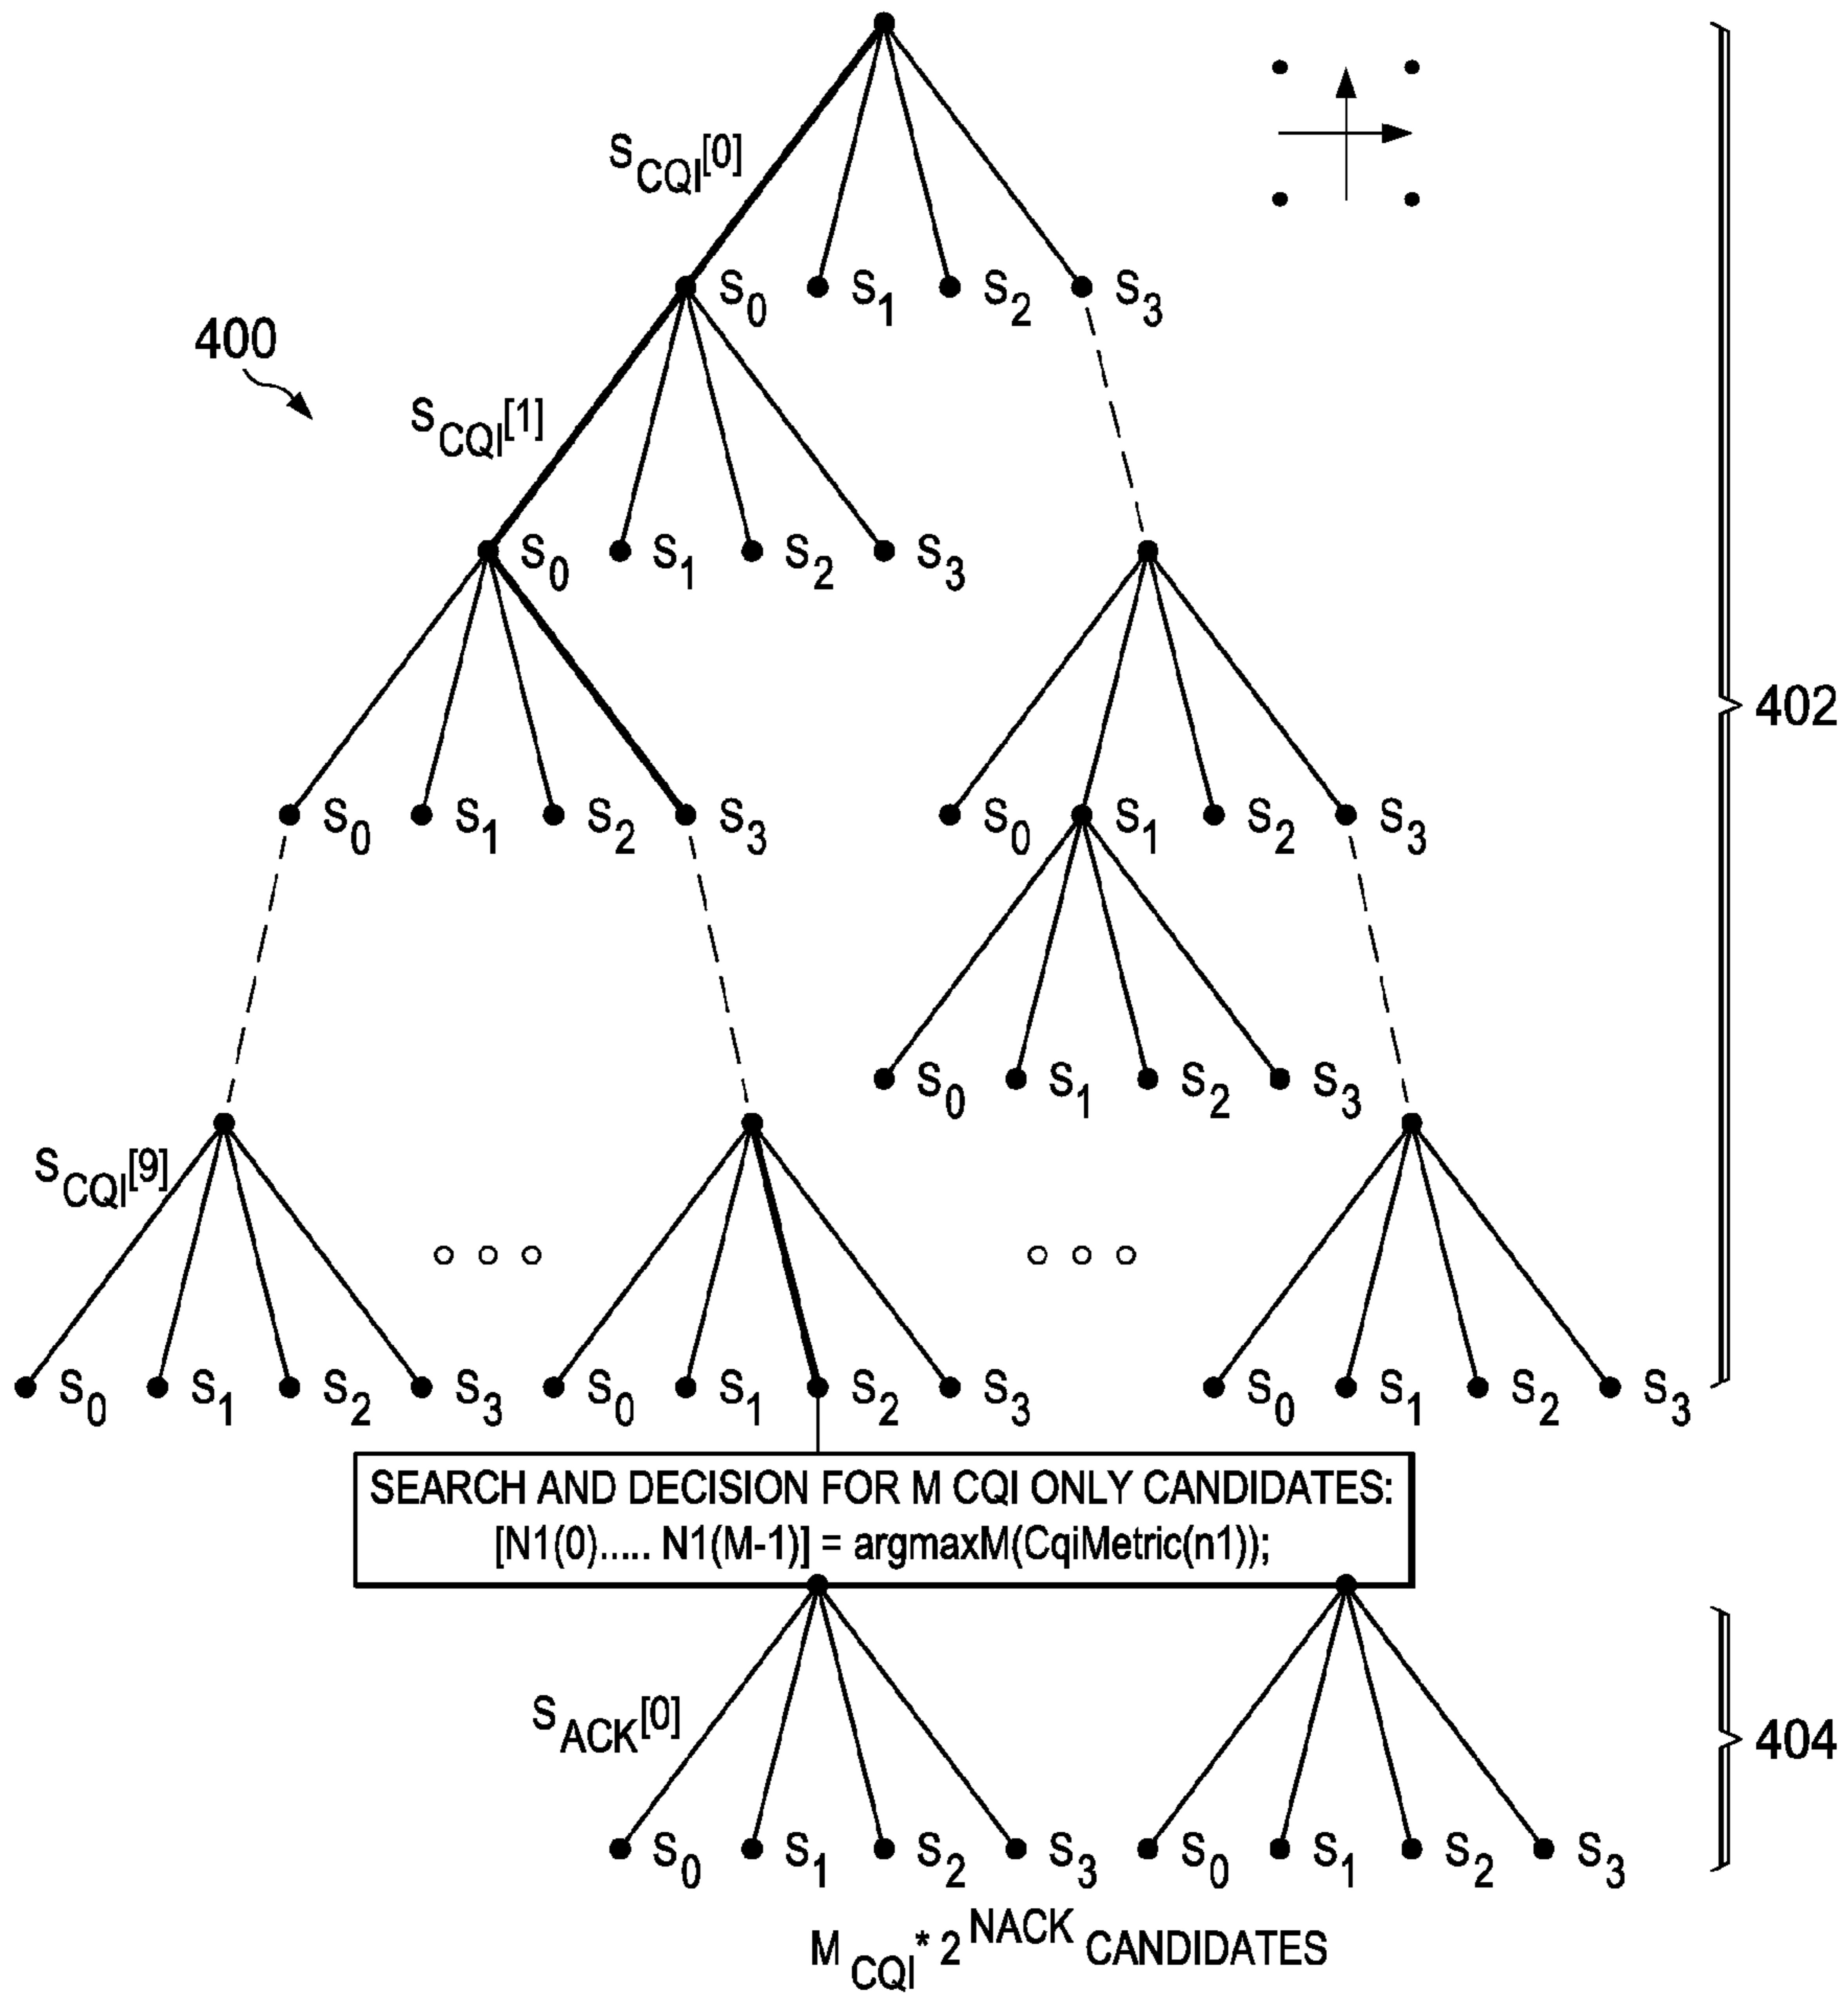 S_CQI[0]
S0 S1 S2 S3
400
S_CQI[1]
S0 S1 S2 S3
402
S0 S1 S2 S3 S0 S1 S2 S3
S0 S1 S2 S3
S_CQI[9]
S0 S1 S2 S3 S0 S1 S2 S3 S0 S1 S2 S3
SEARCH AND DECISION FOR M CQI ONLY CANDIDATES:
[N1(0)..... N1(M-1)] = argmaxM(CqiMetric(n1));
S_ACK[0]
404
S0 S1 S2 S3 S0 S1 S2 S3
M_CQI*2^NACK CANDIDATES